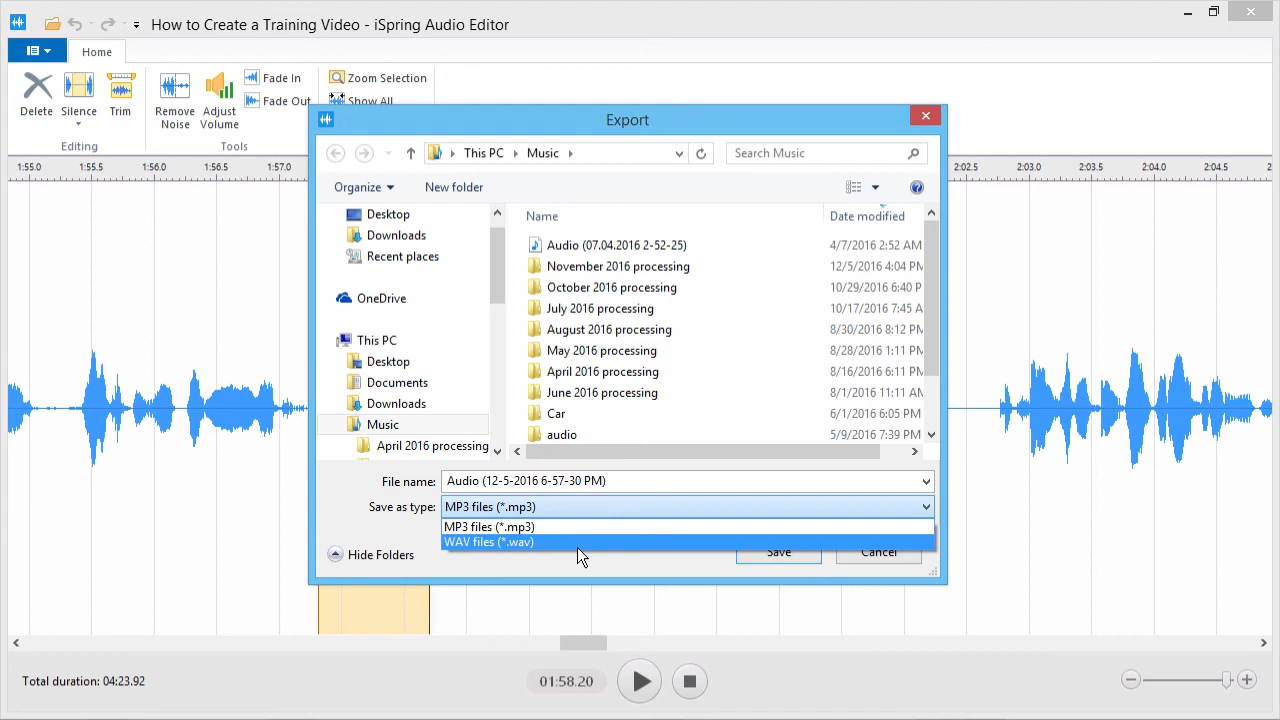 How to Create a Training Video - iSpring Audio Editor
Home
Delete
Silence
Trim
Editing
Remove Noise
Adjust Volume
Fade In
Fade Out
Tools
Zoom Selection
Show All
1:55.0 1:55.5 1:56.0 1:56.5 1:57.0
2:02.5 2:03.0 2:03.5 2:04.0 2:04.5
Export
This PC Music
Search Music
Organize New folder
Desktop
Downloads
Recent places
OneDrive
This PC
Desktop
Documents
Downloads
Music
April 2016 processing
Name Date modified
Audio (07.04.2016 2-52-25) 4/7/2016 2:52 AM
November 2016 processing 12/5/2016 4:04 PM
October 2016 processing 10/29/2016 6:40 P
July 2016 processing 10/17/2016 7:45 A
August 2016 processing 8/30/2016 8:12 PM
May 2016 processing 8/28/2016 1:11 PM
April 2016 processing 8/16/2016 6:11 PM
June 2016 processing 8/1/2016 11:11 AM
Car 6/1/2016 6:05 PM
audio 5/9/2016 7:39 PM
File name: Audio (12-5-2016 6-57-30 PM)
Save as type: MP3 files (*.mp3)
MP3 files (*.mp3)
WAV files (*.wav)
Hide Folders
Save
Cancel
Total duration: 04:23.92
01:58.20